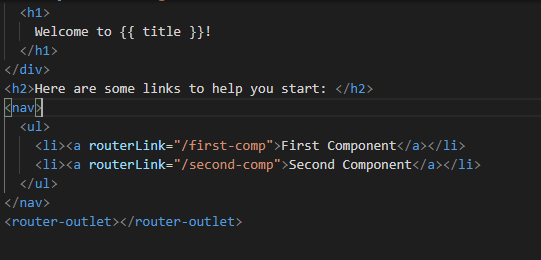 <h1>
Welcome to {{ title }}!
</h1>
</div>
<h2>Here are some links to help you start: </h2>
<nav>
<ul>
<li><a routerLink="/first-comp">First Component</a></li>
<li><a routerLink="/second-comp">Second Component</a></li>
</ul>
</nav>
<router-outlet></router-outlet>